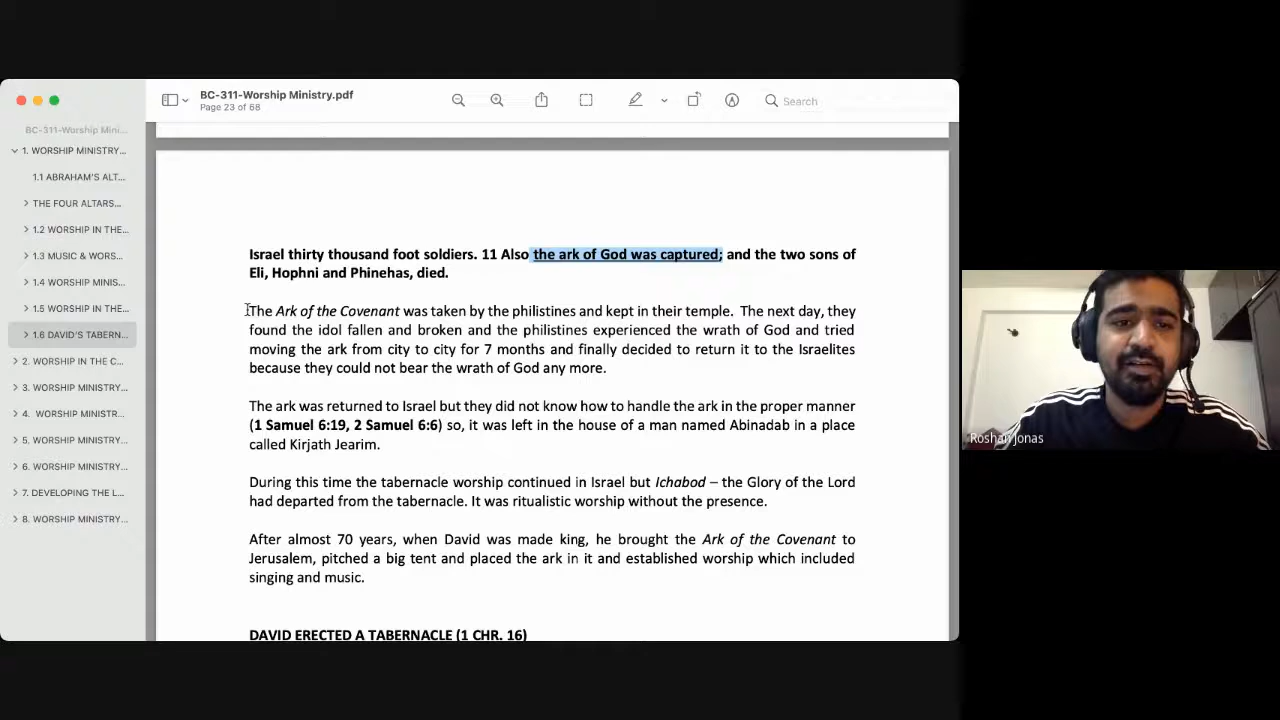 BC-311-Worship Ministry.pdf
Page 23 of 68
Search
BC-311-Worship Mini...
1. WORSHIP MINISTRY...
1.1 ABRAHAM'S ALT...
THE FOUR ALTARS...
1.2 WORSHIP IN THE...
1.3 MUSIC & WORS...
1.4 WORSHIP MINIS...
1.5 WORSHIP IN THE...
1.6 DAVID'S TABERN...
2. WORSHIP IN THE C...
3. WORSHIP MINISTRY...
4. WORSHIP MINISTR...
5. WORSHIP MINISTRY...
6. WORSHIP MINISTRY...
7. DEVELOPING THE L...
8. WORSHIP MINISTRY...
Israel thirty thousand foot soldiers. 11 Also the ark of God was captured; and the two sons of
Eli, Hophni and Phinehas, died.
The Ark of the Covenant was taken by the philistines and kept in their temple. The next day, they
found the idol fallen and broken and the philistines experienced the wrath of God and tried
moving the ark from city to city for 7 months and finally decided to return it to the Israelites
because they could not bear the wrath of God any more.
The ark was returned to Israel but they did not know how to handle the ark in the proper manner
(1 Samuel 6:19, 2 Samuel 6:6) so, it was left in the house of a man named Abinadab in a place
called Kirjath Jearim.
During this time the tabernacle worship continued in Israel but Ichabod – the Glory of the Lord
had departed from the tabernacle. It was ritualistic worship without the presence.
After almost 70 years, when David was made king, he brought the Ark of the Covenant to
Jerusalem, pitched a big tent and placed the ark in it and established worship which included
singing and music.
DAVID ERECTED A TABERNACLE (1 CHR. 16)
Roshan Jonas